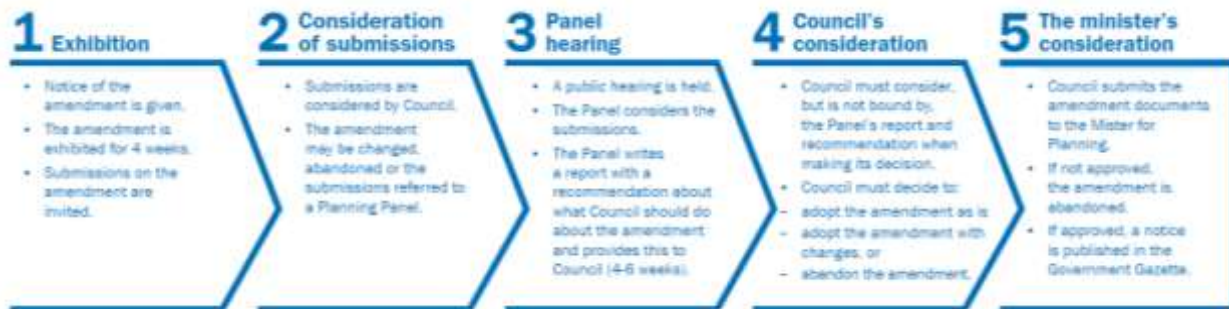 1 Exhibition
• Notice of the
amendment is given.
• The amendment is
exhibited for 4 weeks.
• Submissions on the
amendment are
invited.
2 Consideration
of submissions
• Submissions are
considered by Council.
• The amendment
may be changed,
abandoned or the
submissions referred to
a Planning Panel.
3 Panel
hearing
• A public hearing is held.
• The Panel considers the
submissions.
• The Panel writes
a report with a
recommendation about
what Council should do
about the amendment
and provides this to
Council (4-6 weeks).
4 Council's
consideration
• Council must consider,
but is not bound by,
the Panel's report and
recommendation when
making its decision.
• Council must decide to:
– adopt the amendment as is
– adopt the amendment with
changes, or
– abandon the amendment.
5 The minister's
consideration
• Council submits the
amendment documents
to the Mister for
Planning.
• If not approved,
the amendment is
abandoned.
• If approved, a notice
is published in the
Government Gazette.